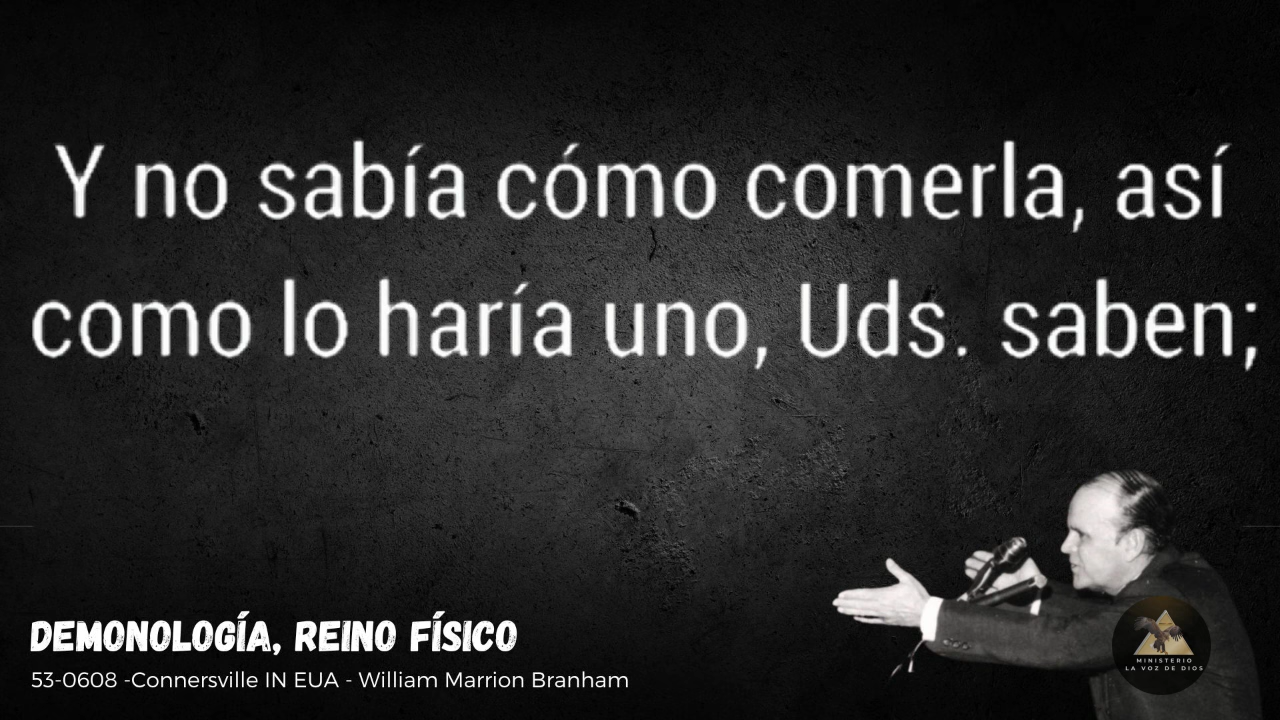 Y no sabía cómo comerla, así
como lo haría uno, Uds. saben;
DEMONOLOGÍA, REINO FÍSICO
53-0608 -Connersville IN EUA - William Marrion Branham
MINISTERIO
LA VOZ DE DIOS